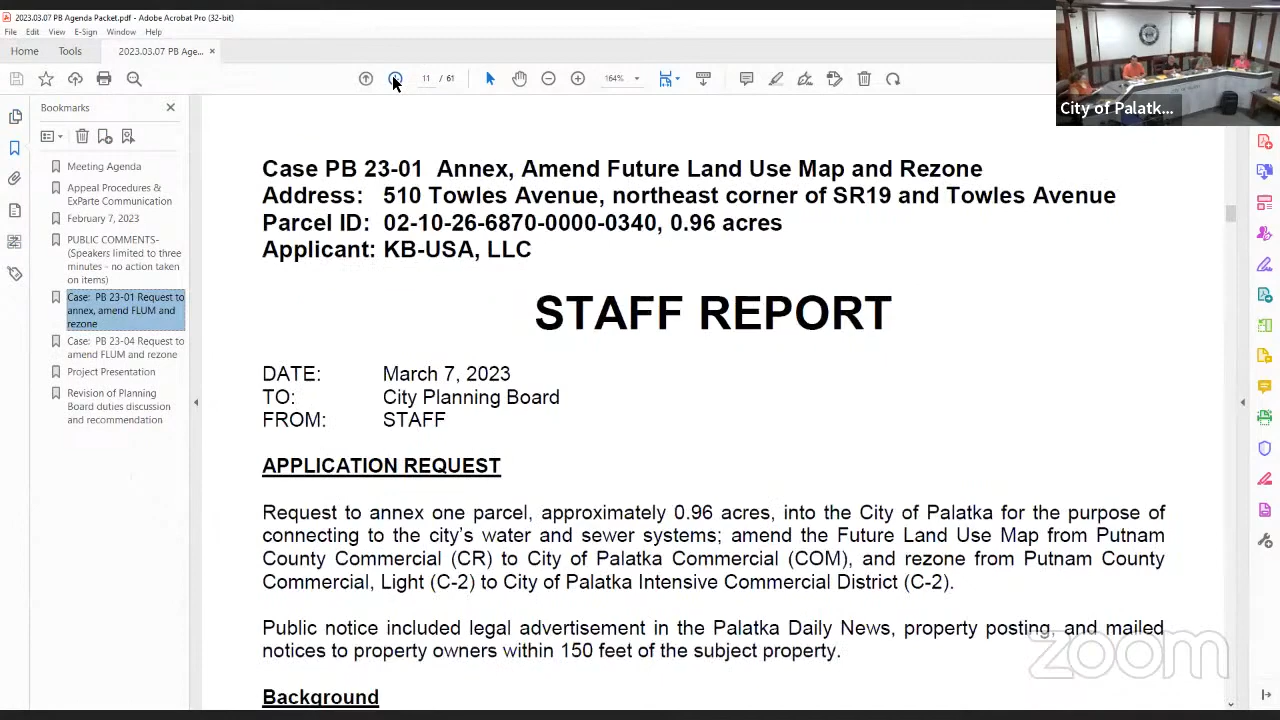 2023.03.07 PB Agenda Packet.pdf - Adobe Acrobat Pro (32-bit)
File Edit View E-Sign Window Help
Home Tools 2023.03.07 PB Age... ×
11 / 61 164%
City of Palatk...
Bookmarks
Meeting Agenda
Appeal Procedures &
ExParte Communication
February 7, 2023
PUBLIC COMMENTS-
(Speakers limited to three
minutes - no action taken
on items)
Case: PB 23-01 Request to
annex, amend FLUM and
rezone
Case: PB 23-04 Request to
amend FLUM and rezone
Project Presentation
Revision of Planning
Board duties discussion
and recommendation
Case PB 23-01 Annex, Amend Future Land Use Map and Rezone
Address: 510 Towles Avenue, northeast corner of SR19 and Towles Avenue
Parcel ID: 02-10-26-6870-0000-0340, 0.96 acres
Applicant: KB-USA, LLC
STAFF REPORT
DATE: March 7, 2023
TO: City Planning Board
FROM: STAFF
APPLICATION REQUEST
Request to annex one parcel, approximately 0.96 acres, into the City of Palatka for the purpose of
connecting to the city's water and sewer systems; amend the Future Land Use Map from Putnam
County Commercial (CR) to City of Palatka Commercial (COM), and rezone from Putnam County
Commercial, Light (C-2) to City of Palatka Intensive Commercial District (C-2).
Public notice included legal advertisement in the Palatka Daily News, property posting, and mailed
notices to property owners within 150 feet of the subject property.
Background
zoom